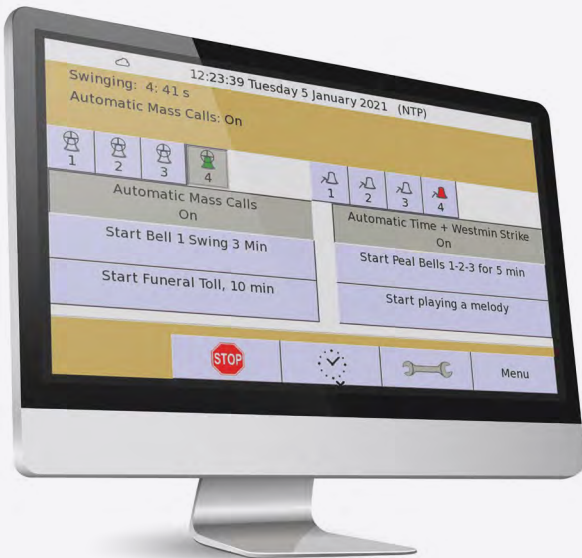 12:23:39 Tuesday 5 January 2021 (NTP)
Swinging: 4: 41 s
Automatic Mass Calls: On
1 2 3 4
1 2 3 4
Automatic Mass Calls
On
Start Bell 1 Swing 3 Min
Start Funeral Toll, 10 min
Automatic Time + Westmin Strike
On
Start Peal Bells 1-2-3 for 5 min
Start playing a melody
STOP
Menu